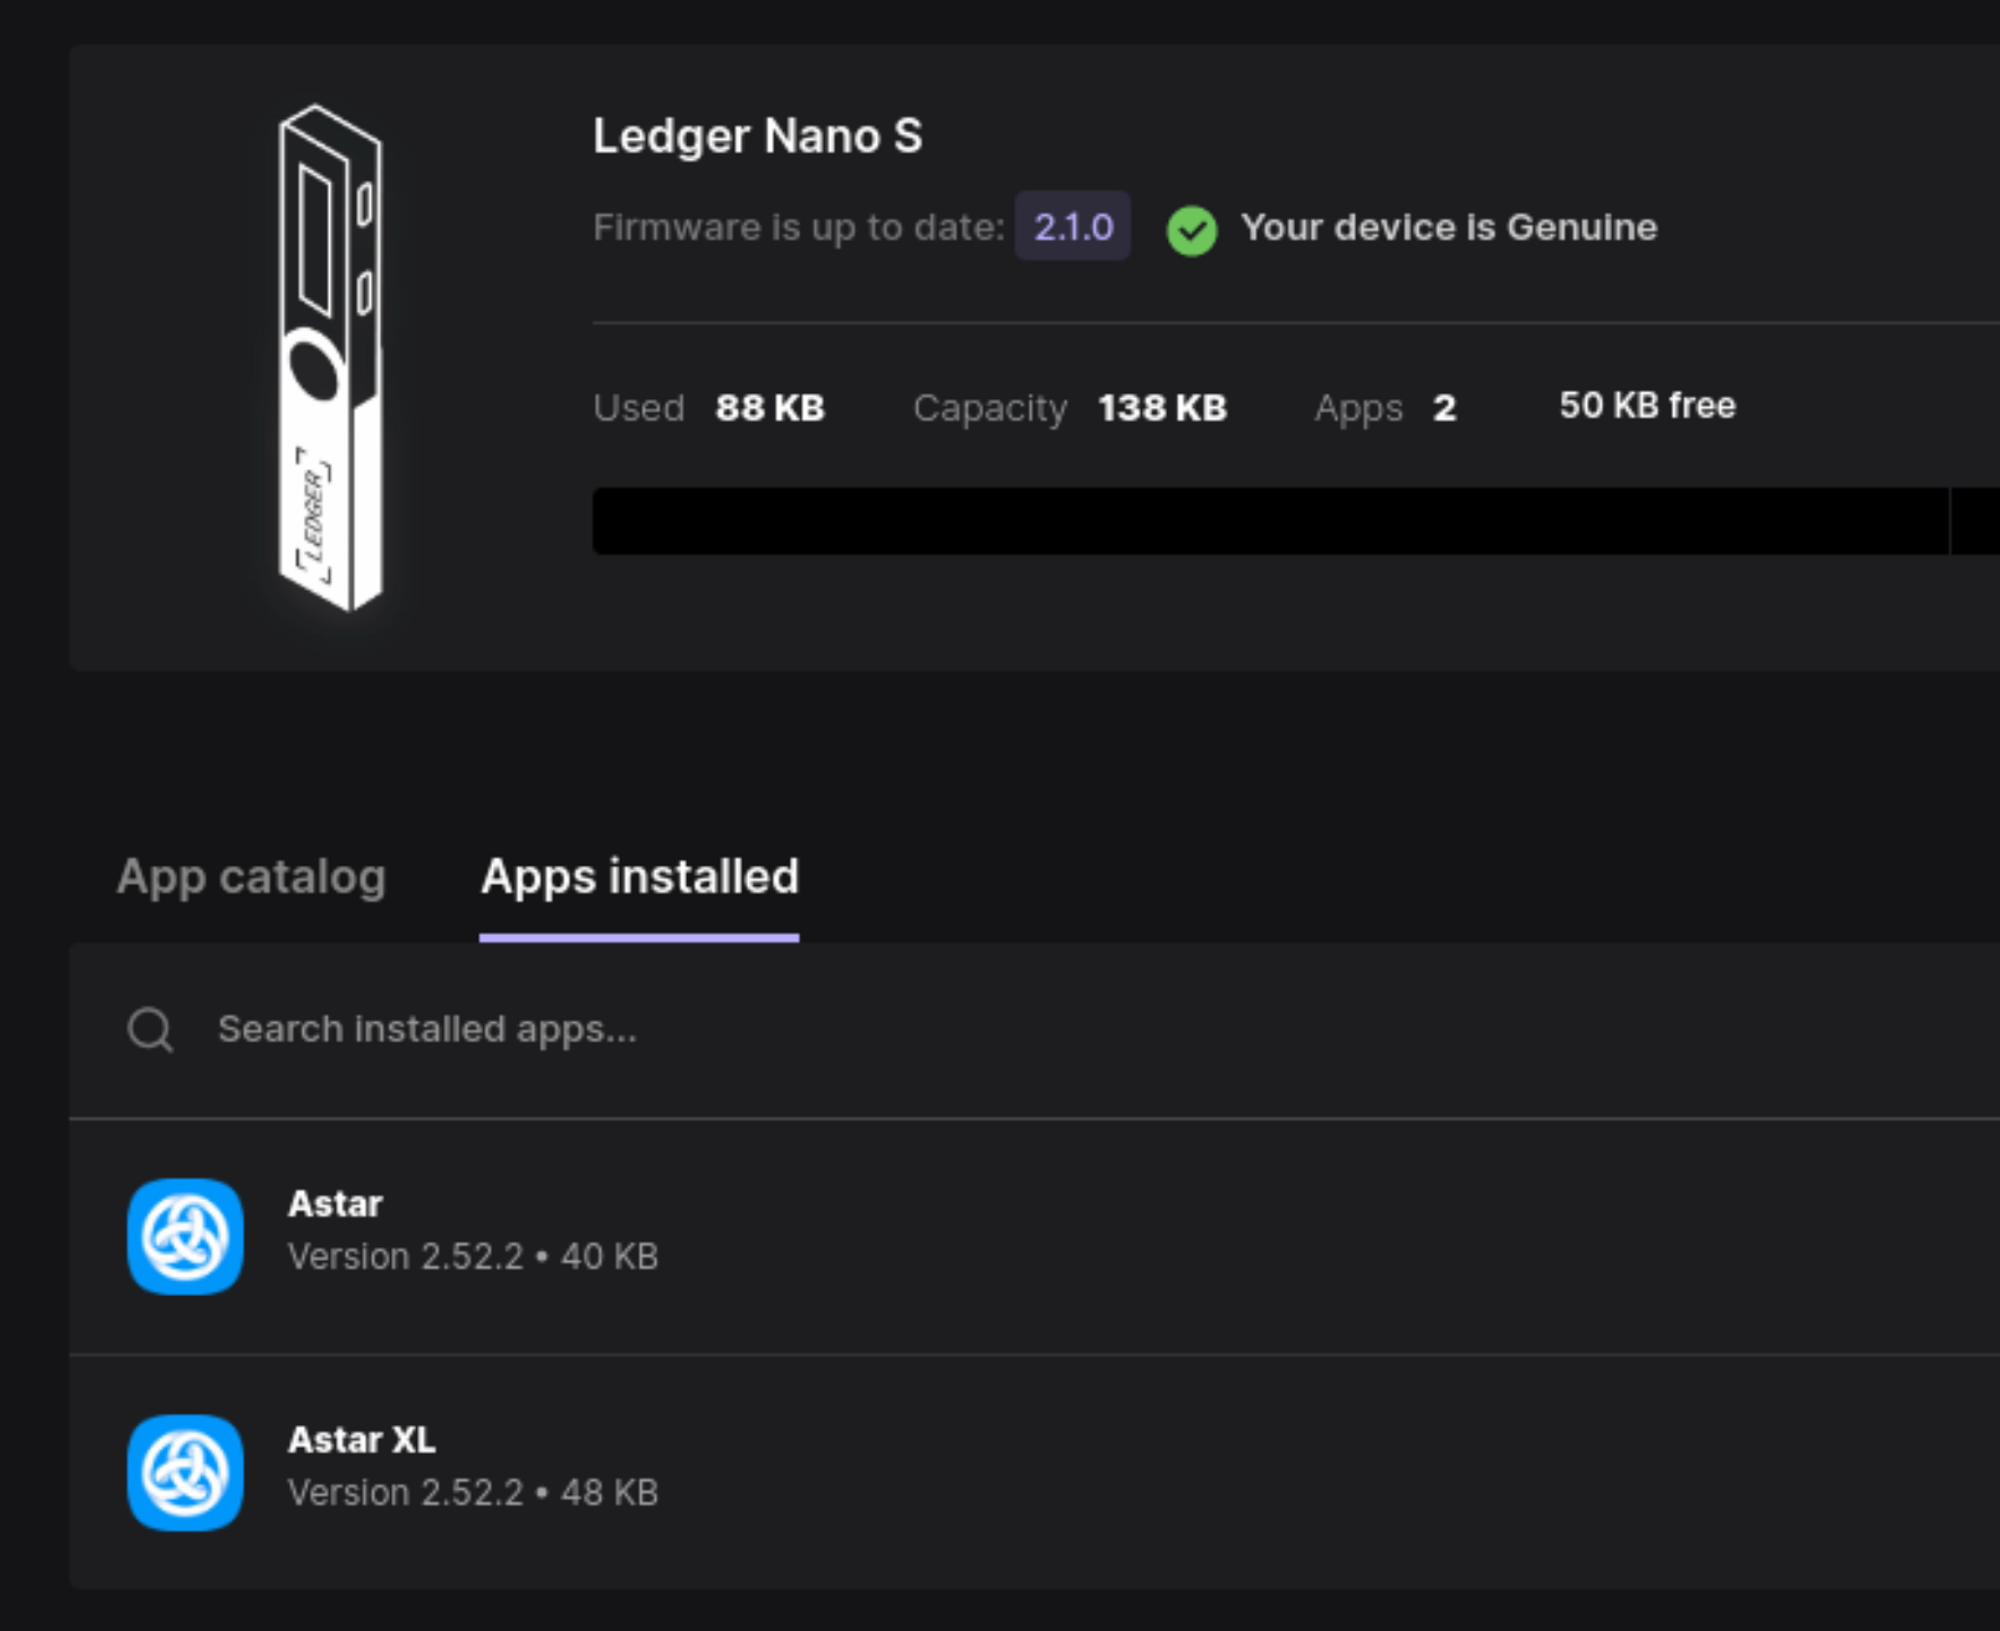 Ledger Nano S
Firmware is up to date: 2.1.0 Your device is Genuine
Used 88 KB Capacity 138 KB Apps 2 50 KB free
LEDGER
App catalog Apps installed
Search installed apps...
Astar
Version 2.52.2 • 40 KB
Astar XL
Version 2.52.2 • 48 KB